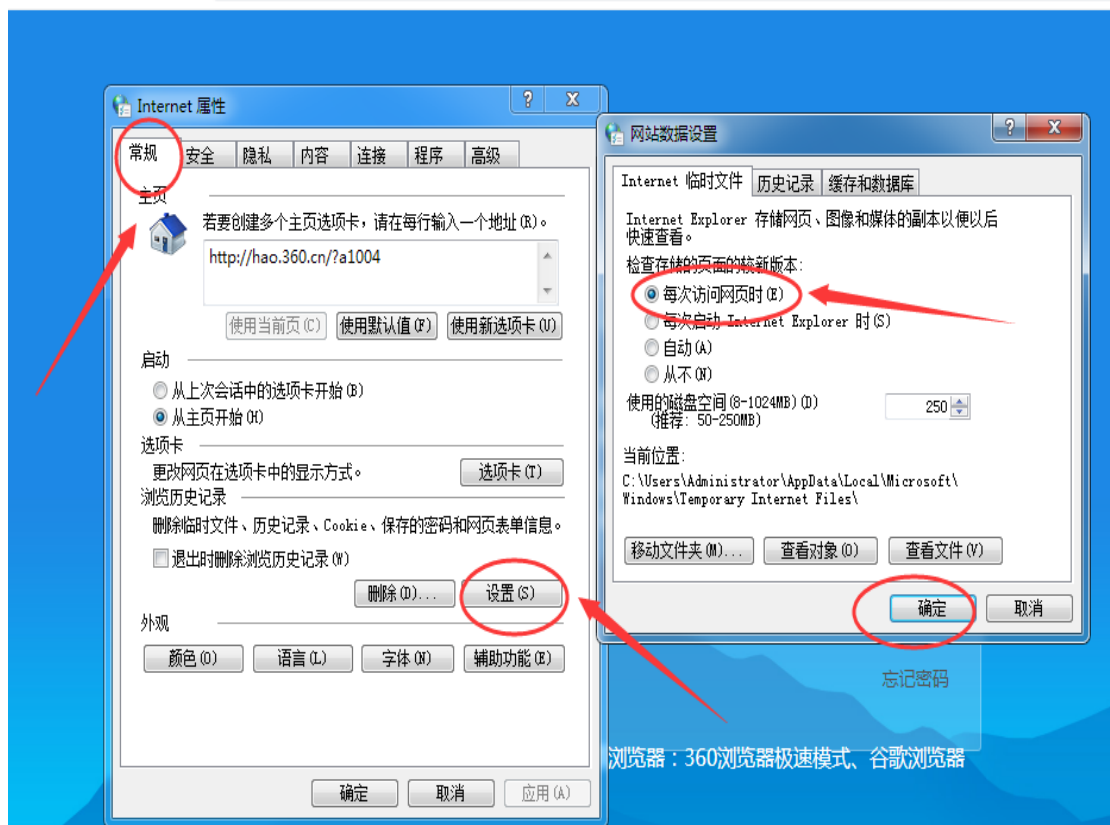 Internet 属性
常规 安全 隐私 内容 连接 程序 高级
主页
若要创建多个主页选项卡，请在每行输入一个地址(R)。
http://hao.360.cn/?a1004
使用当前页(C) 使用默认值(F) 使用新选项卡(U)
启动
从上次会话中的选项卡开始(B)
从主页开始(H)
选项卡
更改网页在选项卡中的显示方式。 选项卡(T)
浏览历史记录
删除临时文件、历史记录、Cookie、保存的密码和网页表单信息。
退出时删除浏览历史记录(W)
删除(D)... 设置(S)
外观
颜色(O) 语言(L) 字体(N) 辅助功能(E)
确定 取消 应用(A)
网站数据设置
Internet 临时文件 历史记录 缓存和数据库
Internet Explorer 存储网页、图像和媒体的副本以便以后
快速查看。
检查存储的页面的较新版本:
每次访问网页时(E)
每次启动 Internet Explorer 时(S)
自动(A)
从不(N)
使用的磁盘空间(8-1024MB)(D) 250
(推荐: 50-250MB)
当前位置:
C:\Users\Administrator\AppData\Local\Microsoft\
Windows\Temporary Internet Files\
移动文件夹(M)... 查看对象(O) 查看文件(V)
确定 取消
忘记密码
浏览器：360浏览器极速模式、谷歌浏览器